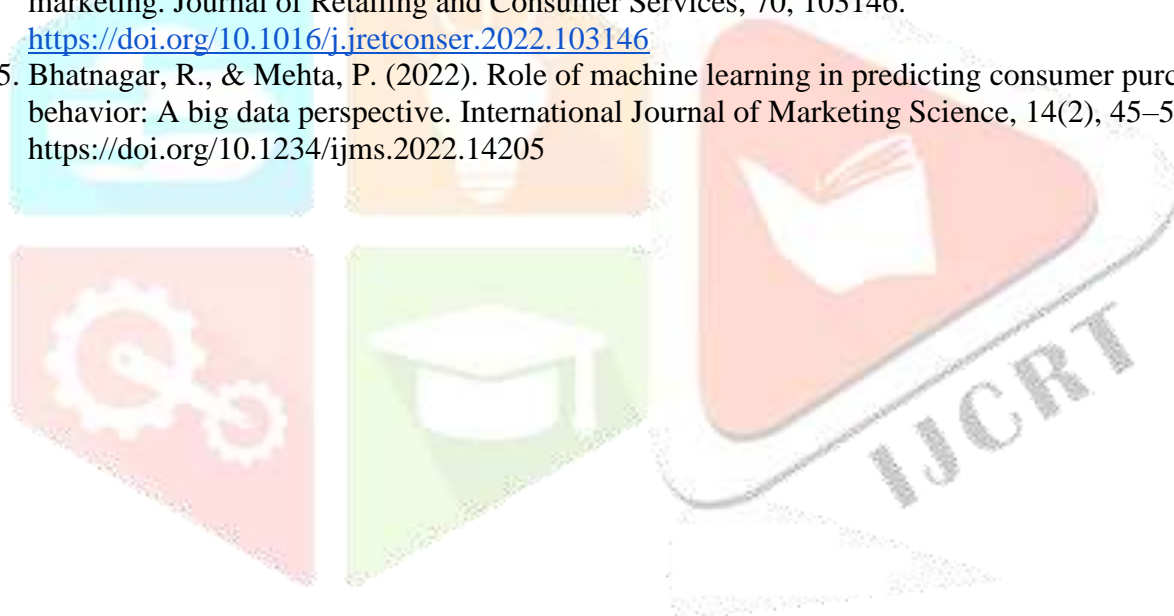 marketing. Journal of Retailing and Consumer Services, 70, 103146.
https://doi.org/10.1016/j.jretconser.2022.103146
5. Bhatnagar, R., & Mehta, P. (2022). Role of machine learning in predicting consumer purc
behavior: A big data perspective. International Journal of Marketing Science, 14(2), 45–5
https://doi.org/10.1234/ijms.2022.14205
IJCRT